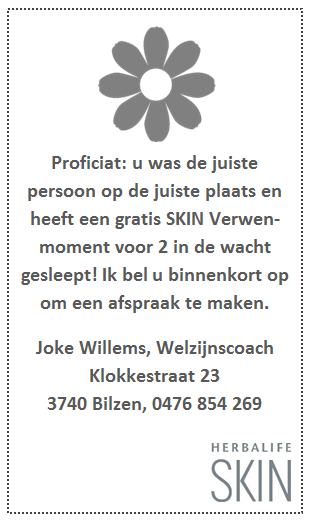 Proficiat: u was de juiste
persoon op de juiste plaats en
heeft een gratis SKIN Verwen-
moment voor 2 in de wacht
gesleept! Ik bel u binnenkort op
om een afspraak te maken.
Joke Willems, Welzijnscoach
Klokkestraat 23
3740 Bilzen, 0476 854 269
HERBALIFE
SKIN